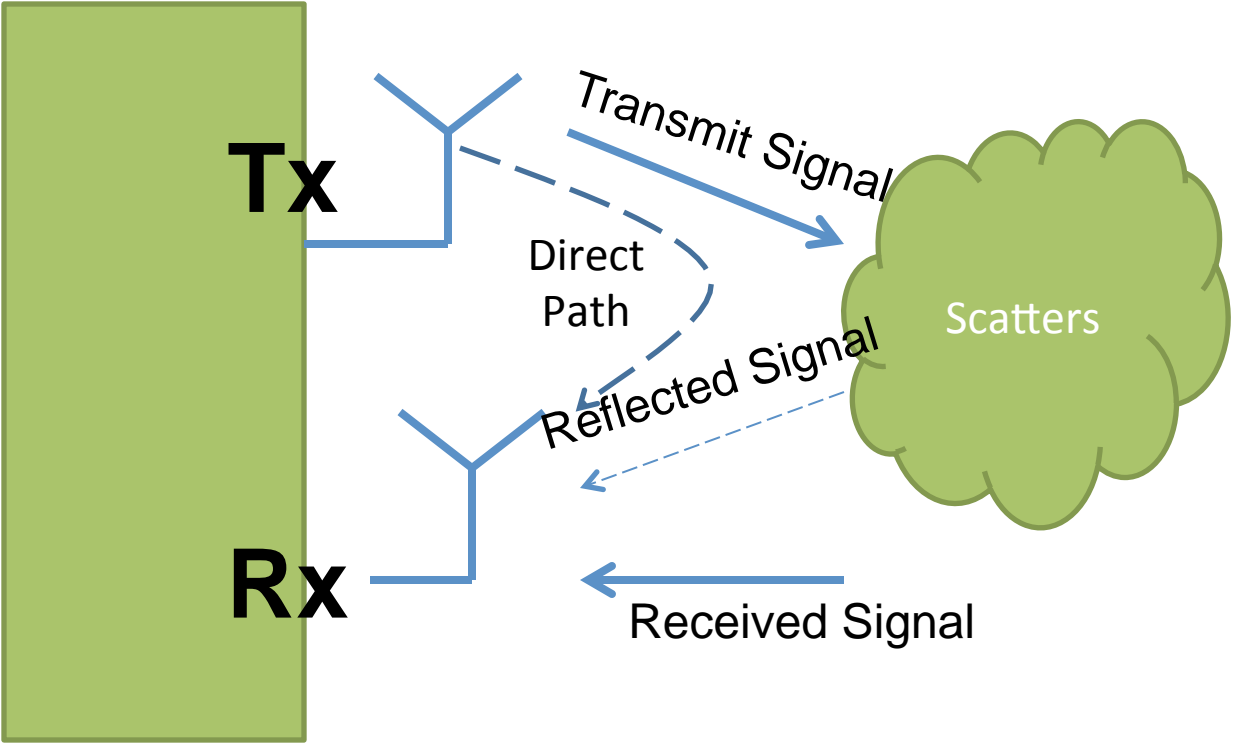 Transmit Signal
Tx
Direct
Path
Scatters
Reflected Signal
Rx
Received Signal